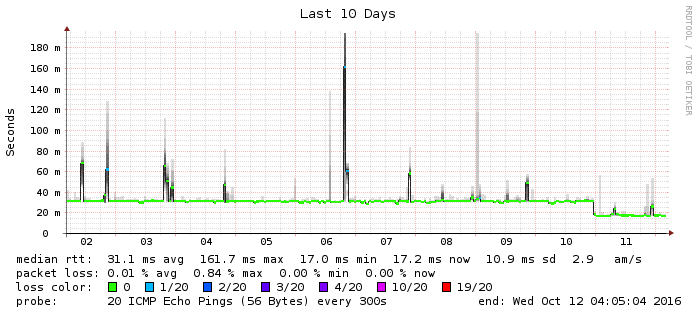 Last 10 Days
RRDTOOL / TOBI OETIKER
Seconds
180 m
160 m
140 m
120 m
100 m
80 m
60 m
40 m
20 m
0
02 03 04 05 06 07 08 09 10 11
median rtt: 31.1 ms avg 161.7 ms max 17.0 ms min 17.2 ms now 10.9 ms sd 2.9 am/s
packet loss: 0.01 % avg 0.84 % max 0.00 % min 0.00 % now
loss color: 0 1/20 2/20 3/20 4/20 10/20 19/20
probe: 20 ICMP Echo Pings (56 Bytes) every 300s end: Wed Oct 12 04:05:04 2016